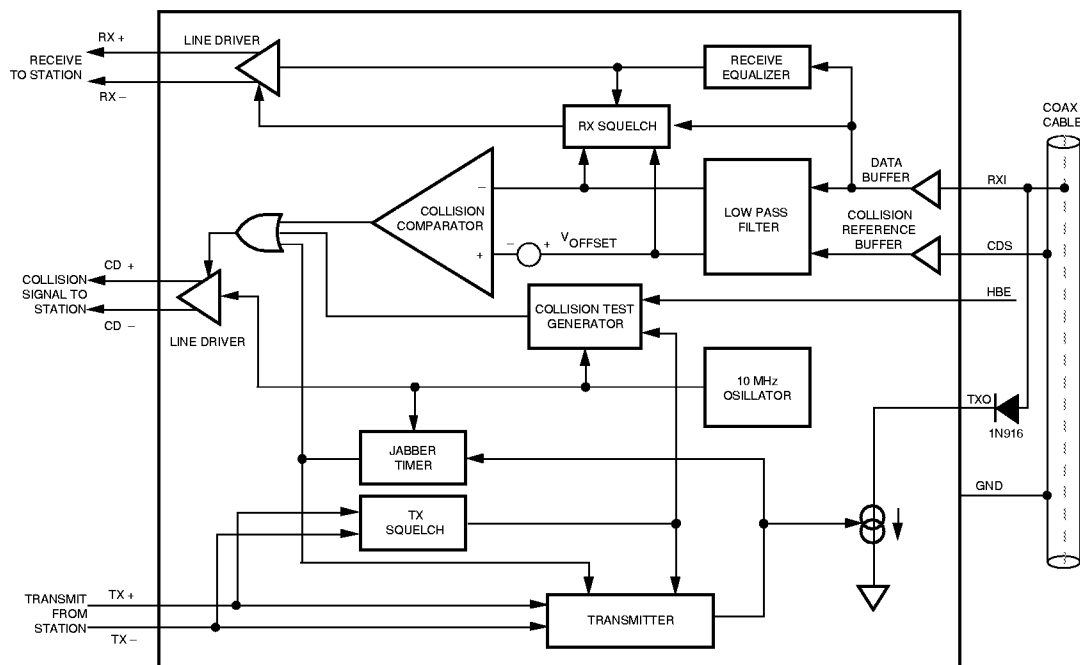 RX +
LINE DRIVER
RECEIVE
TO STATION
RX –
RECEIVE
EQUALIZER
RX SQUELCH
COAX
CABLE
DATA
BUFFER
RXI
–
COLLISION
COMPARATOR
+
– +
VOFFSET
LOW PASS
FILTER
COLLISION
REFERENCE
BUFFER
CDS
CD +
COLLISION
SIGNAL TO
STATION
CD –
LINE DRIVER
COLLISION TEST
GENERATOR
HBE
10 MHz
OSILLATOR
TXO
1N916
JABBER
TIMER
GND
TX
SQUELCH
TRANSMIT
FROM
STATION
TX +
TX –
TRANSMITTER